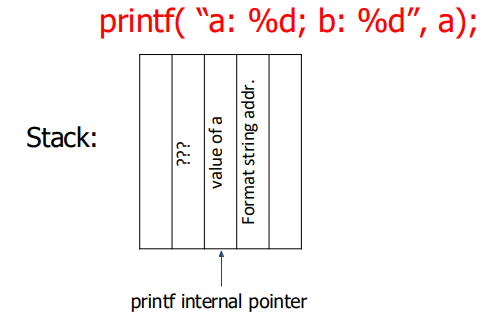 printf( “a: %d; b: %d”, a);
Stack:
???
value of a
Format string addr.
printf internal pointer